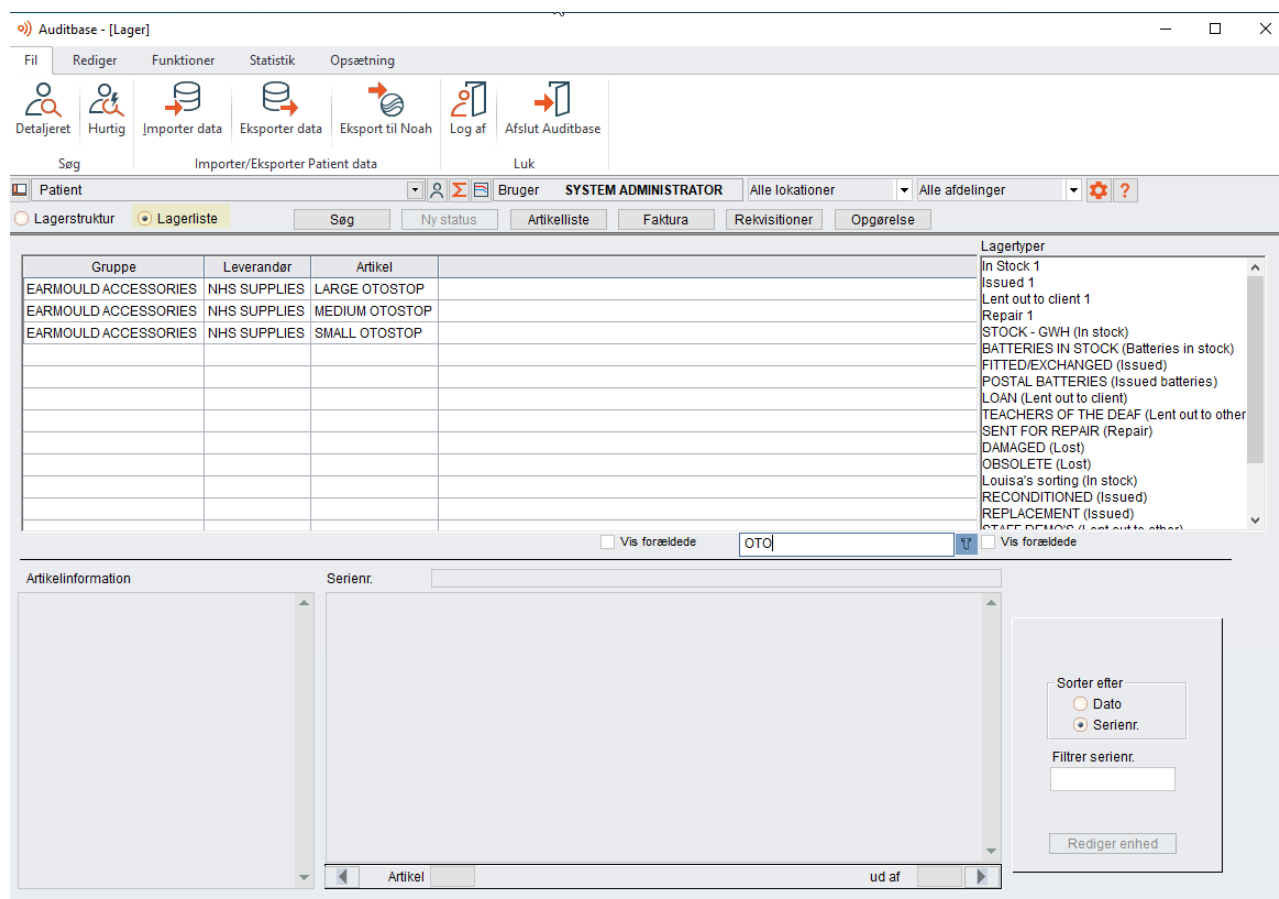 Auditbase - [Lager]
Fil Rediger Funktioner Statistik Opsætning
Detaljeret Hurtig Importer data Eksporter data Eksport til Noah Log af Afslut Auditbase
Søg Importer/Eksporter Patient data Luk
Patient Bruger SYSTEM ADMINISTRATOR Alle lokationer Alle afdelinger ?
Lagerstruktur Lagerliste Søg Ny status Artikelliste Faktura Rekvisitioner Opgørelse
Lagertyper
Gruppe Leverandør Artikel
EARMOULD ACCESSORIES NHS SUPPLIES LARGE OTOSTOP
EARMOULD ACCESSORIES NHS SUPPLIES MEDIUM OTOSTOP
EARMOULD ACCESSORIES NHS SUPPLIES SMALL OTOSTOP
In Stock 1
Issued 1
Lent out to client 1
Repair 1
STOCK - GWH (In stock)
BATTERIES IN STOCK (Batteries in stock)
FITTED/EXCHANGED (Issued)
POSTAL BATTERIES (Issued batteries)
LOAN (Lent out to client)
TEACHERS OF THE DEAF (Lent out to other
SENT FOR REPAIR (Repair)
DAMAGED (Lost)
OBSOLETE (Lost)
Louisa's sorting (In stock)
RECONDITIONED (Issued)
REPLACEMENT (Issued)
STAFF DEMO'S (Lent out to other)
Vis forældede OTO Vis forældede
Artikelinformation Serienr.
Sorter efter
Dato
Serienr.
Filtrer serienr.
Rediger enhed
Artikel ud af